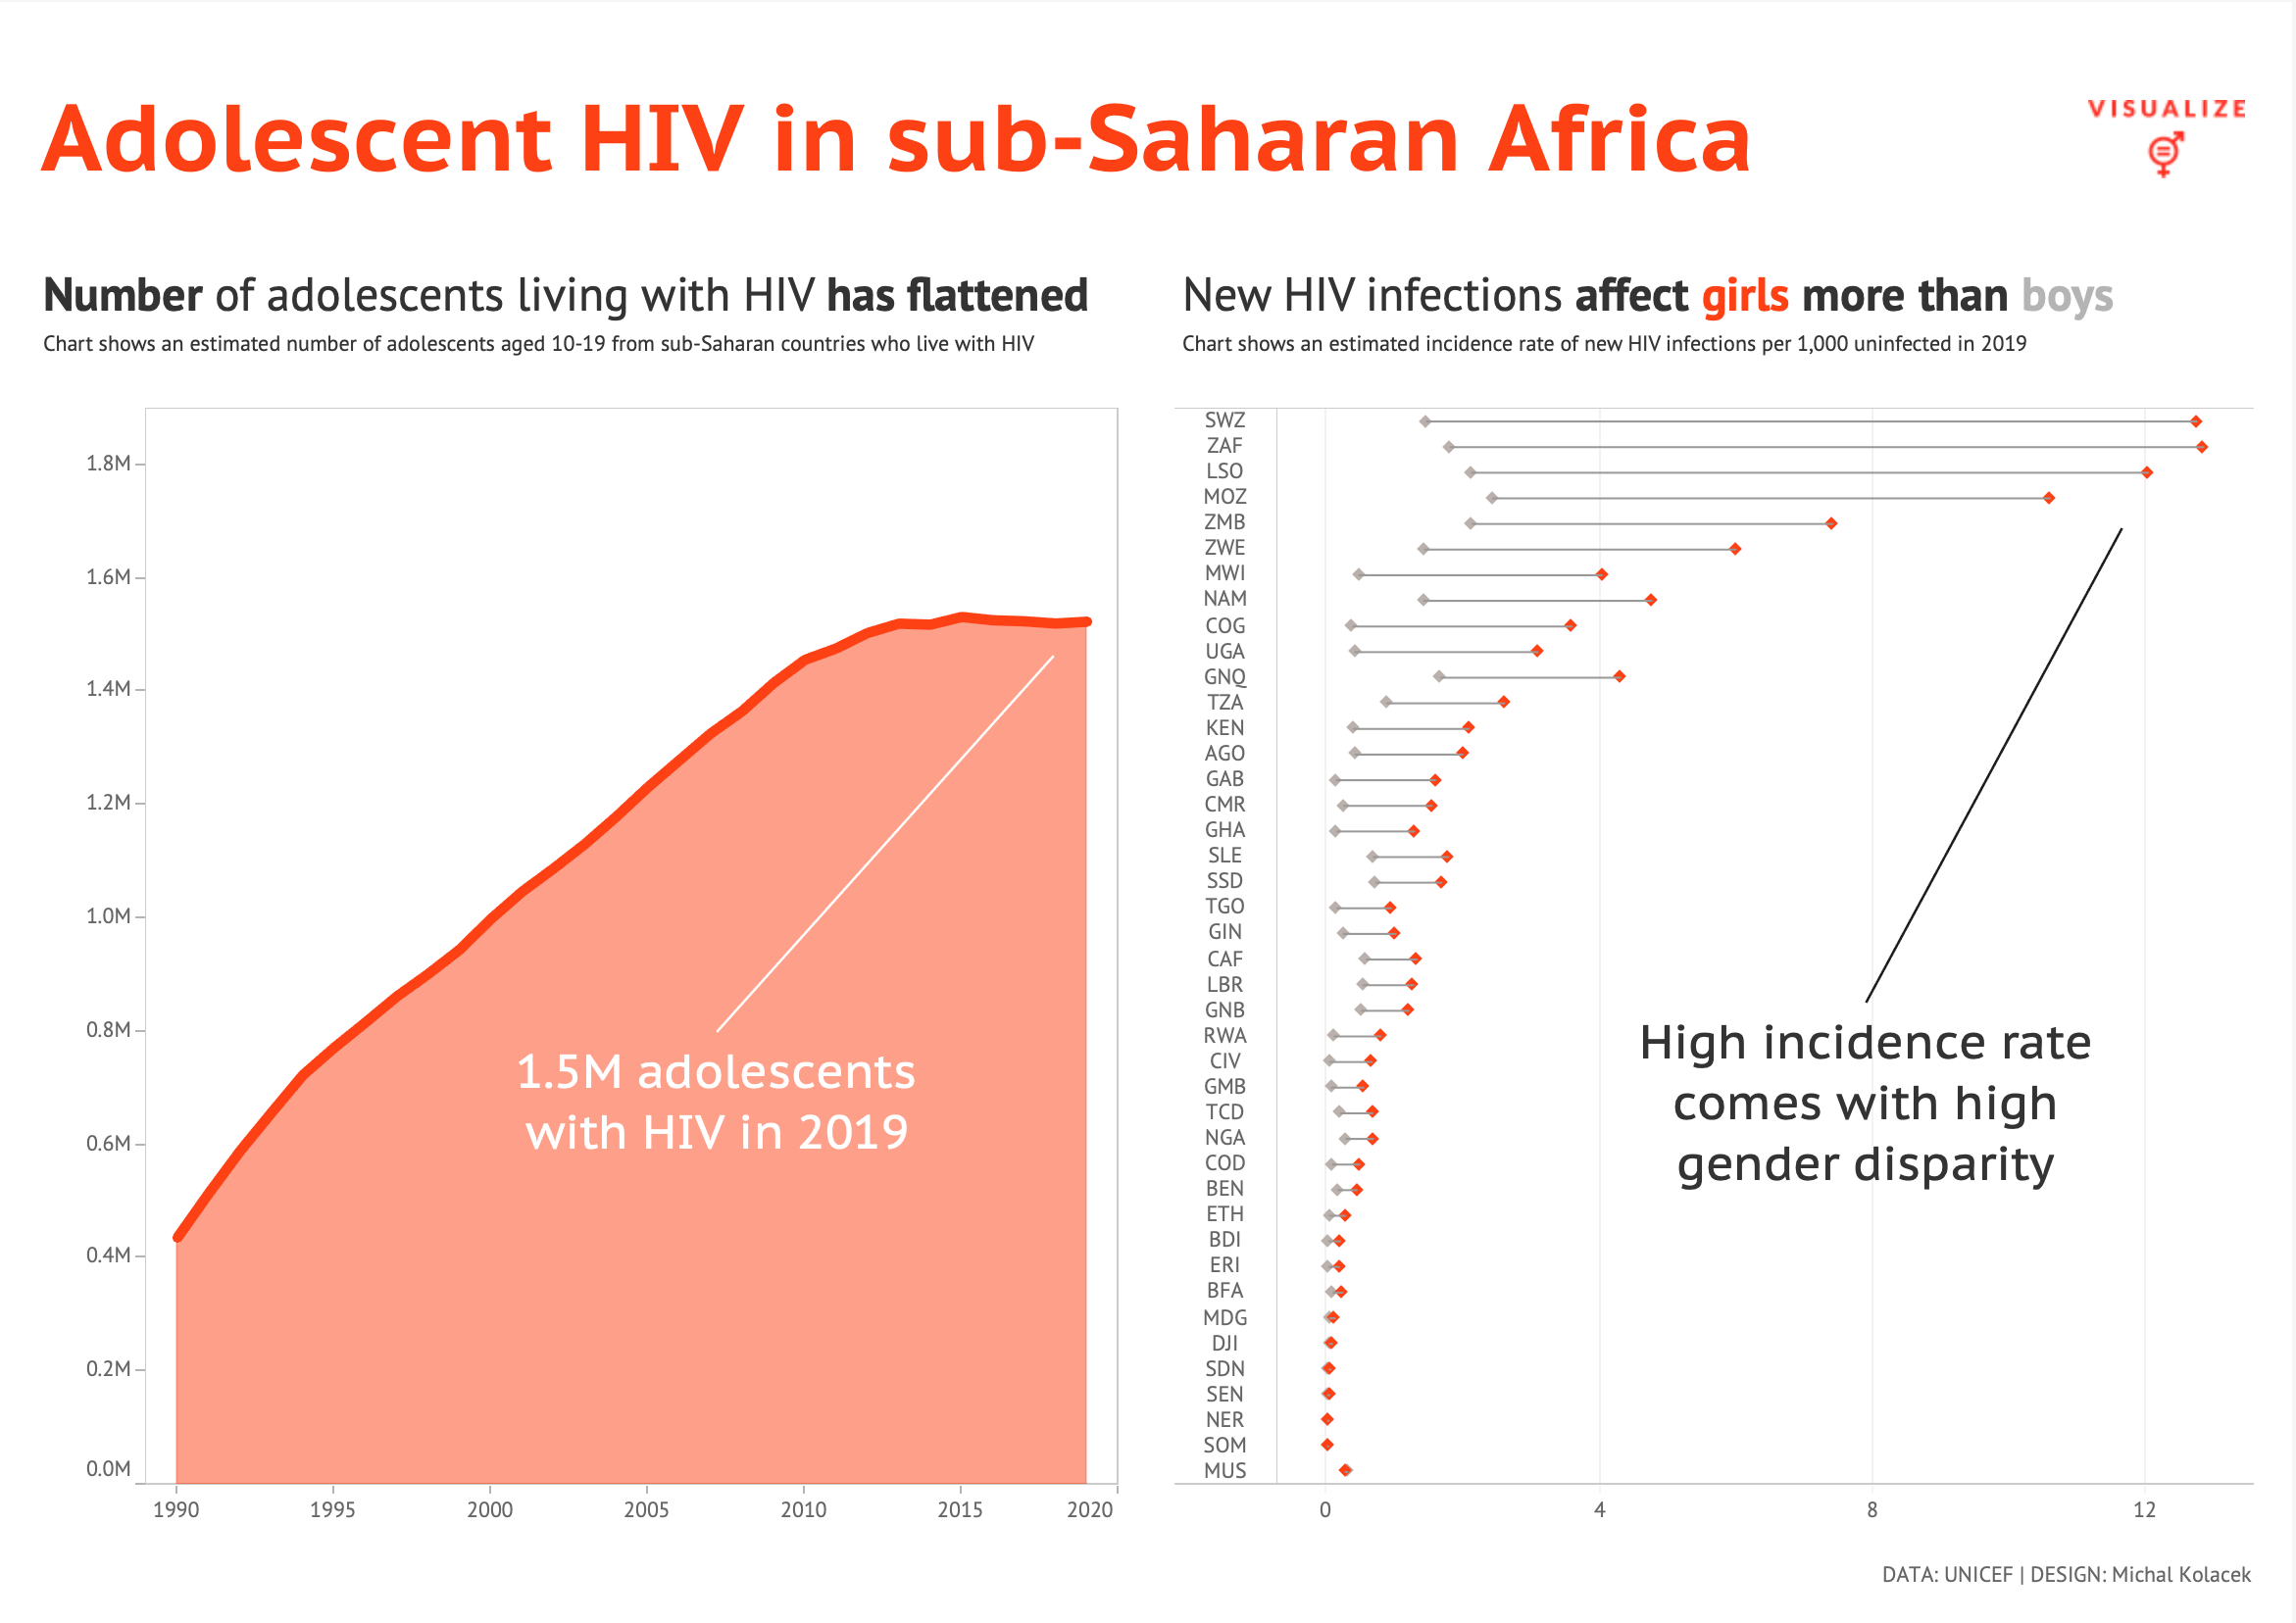 Adolescent HIV in sub-Saharan Africa
VISUALIZE
Number of adolescents living with HIV has flattened
Chart shows an estimated number of adolescents aged 10-19 from sub-Saharan countries who live with HIV
1.8M
1.6M
1.4M
1.2M
1.0M
0.8M
0.6M
0.4M
0.2M
0.0M
1.5M adolescents
with HIV in 2019
1990 1995 2000 2005 2010 2015 2020
New HIV infections affect girls more than boys
Chart shows an estimated incidence rate of new HIV infections per 1,000 uninfected in 2019
SWZ
ZAF
LSO
MOZ
ZMB
ZWE
MWI
NAM
COG
UGA
GNQ
TZA
KEN
AGO
GAB
CMR
GHA
SLE
SSD
TGO
GIN
CAF
LBR
GNB
RWA
CIV
GMB
TCD
NGA
COD
BEN
ETH
BDI
ERI
BFA
MDG
DJI
SDN
SEN
NER
SOM
MUS
High incidence rate
comes with high
gender disparity
0 4 8 12
DATA: UNICEF | DESIGN: Michal Kolacek